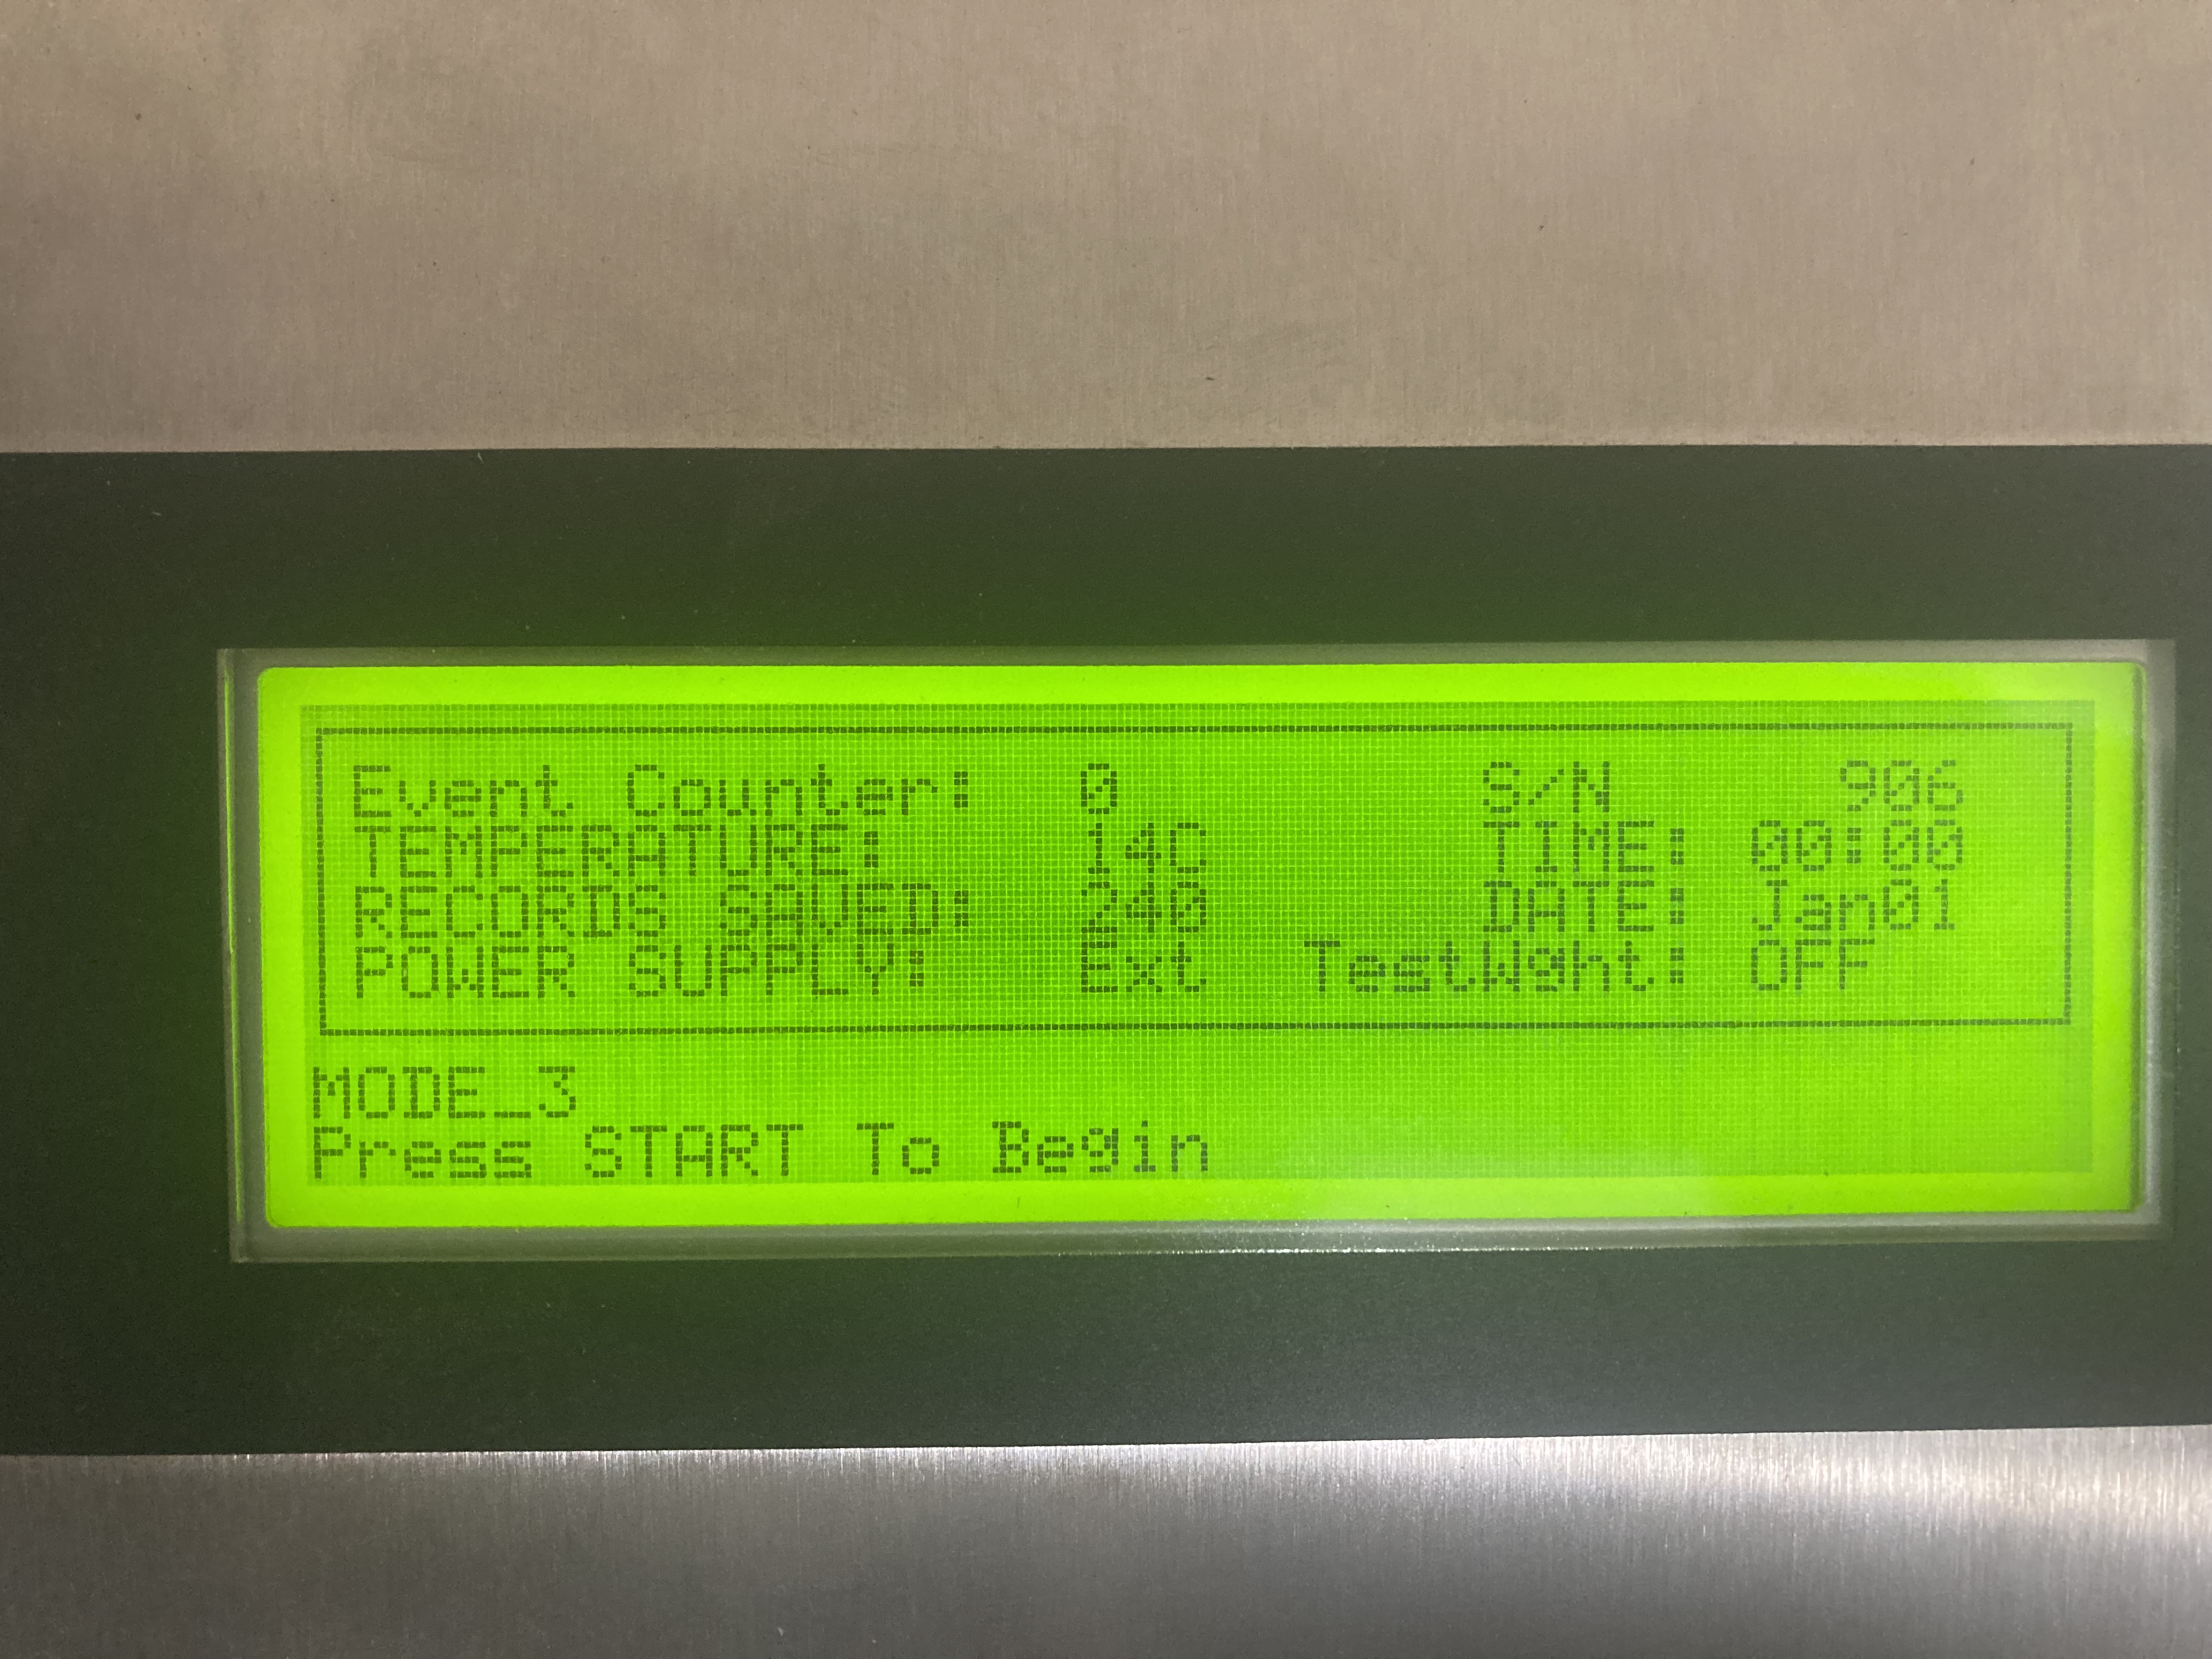 Event Counter: 0 S/N 906
TEMPERATURE: 14C TIME: 00:00
RECORDS SAVED: 240 DATE: Jan01
POWER SUPPLY: Ext TestWght: OFF
MODE_3
Press START To Begin